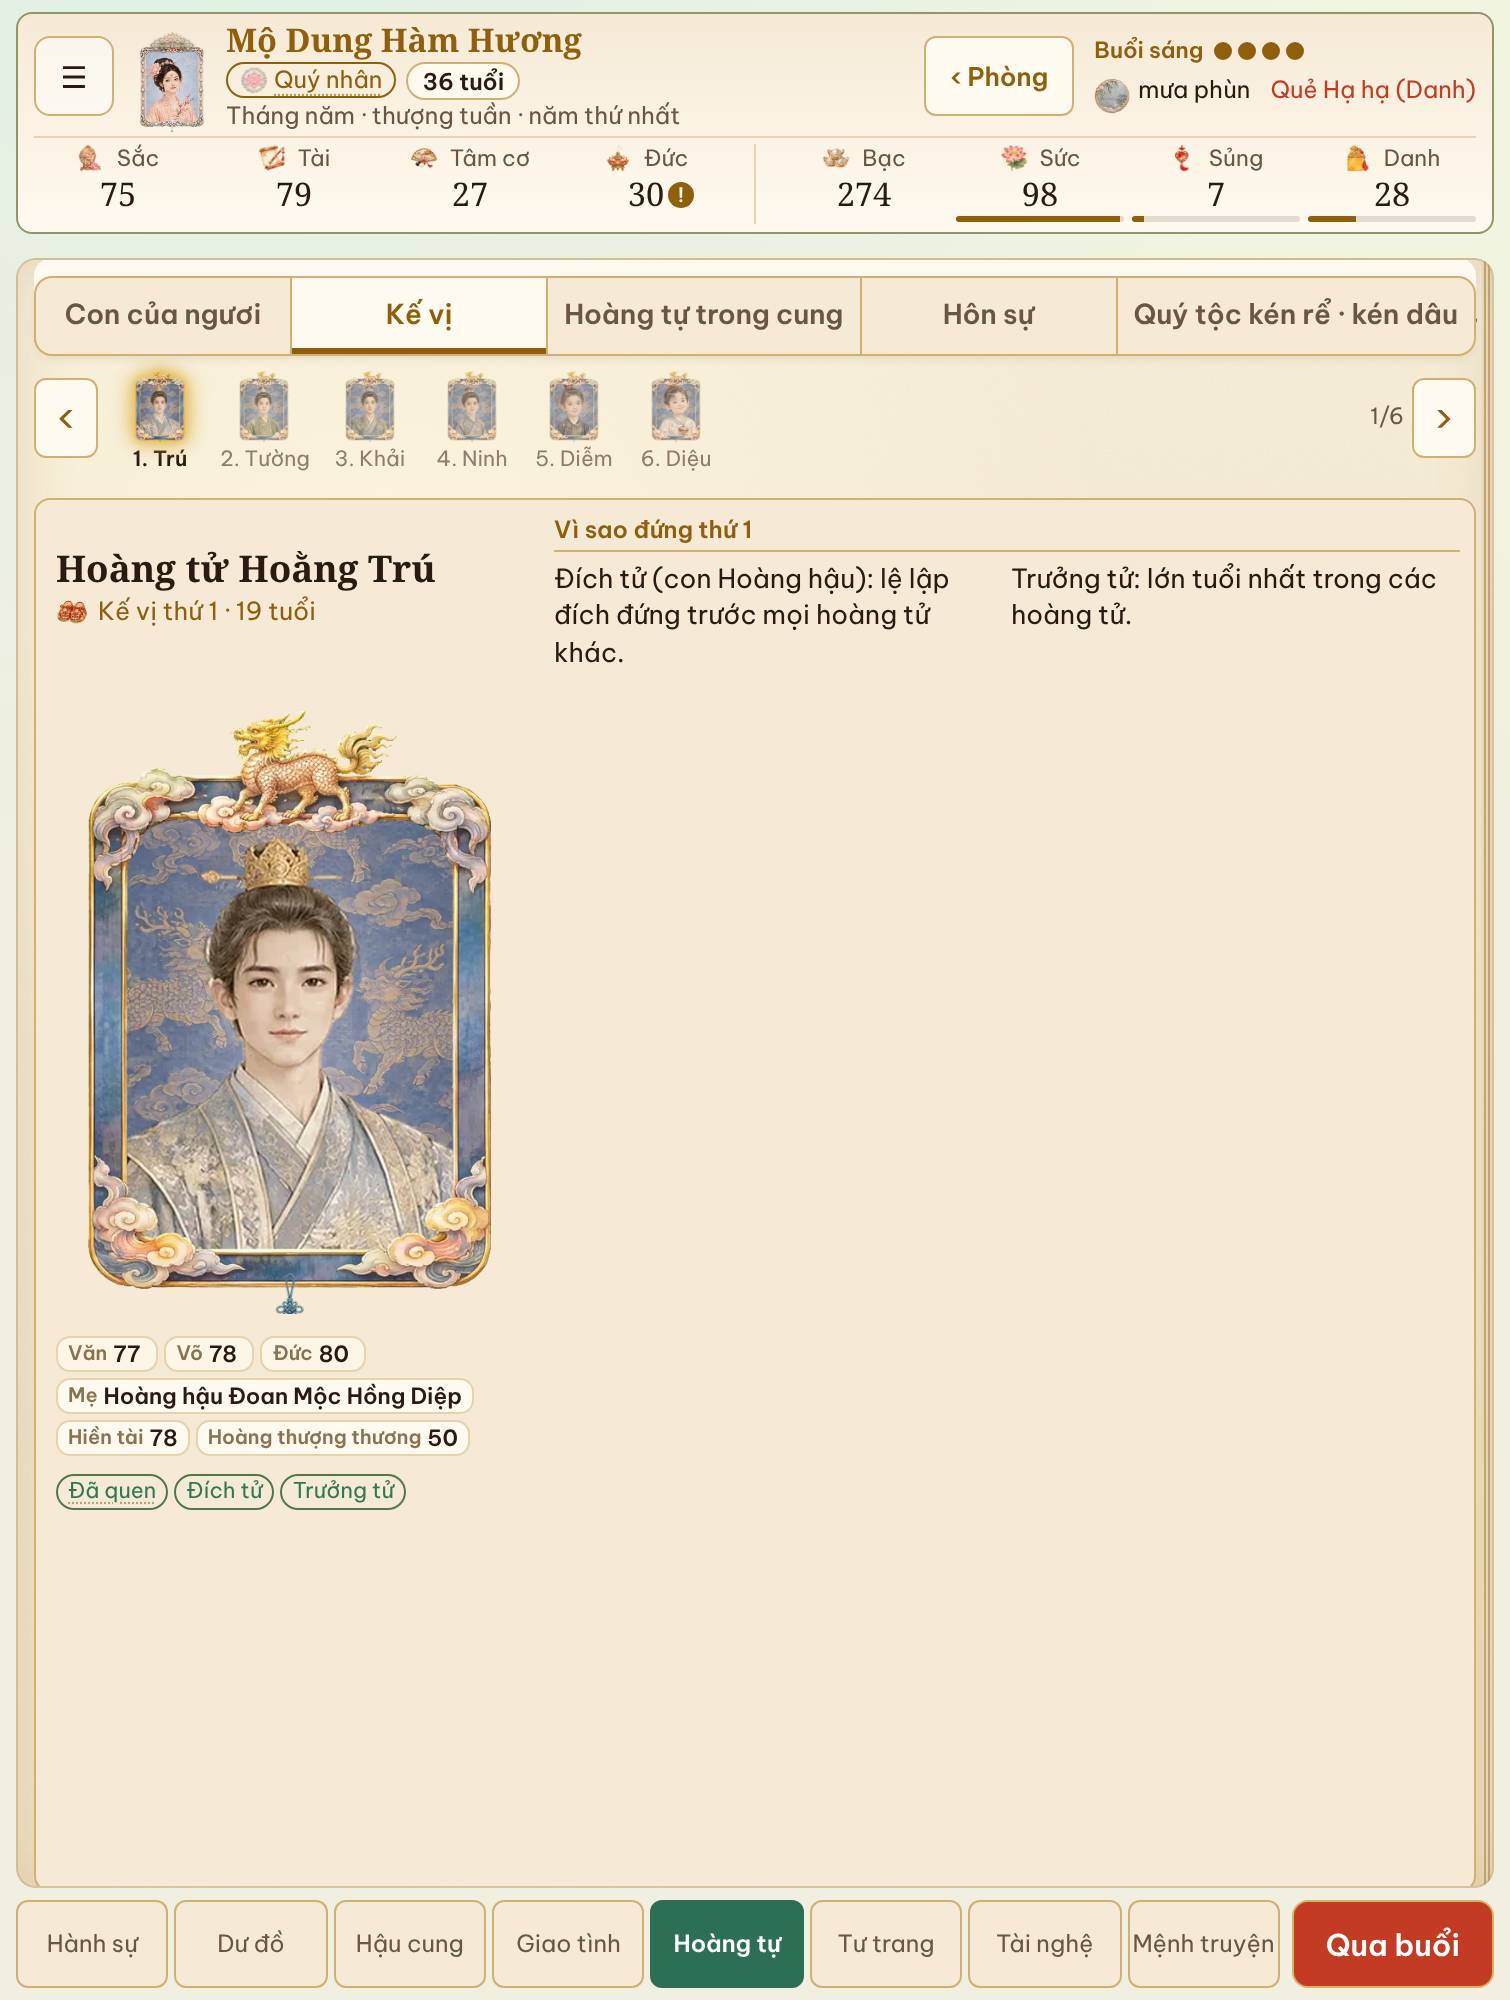 ☰
Mộ Dung Hàm Hương
Quý nhân
36 tuổi
Tháng năm · thượng tuần · năm thứ nhất
‹ Phòng
Buổi sáng
mưa phùn
Quẻ Hạ hạ (Danh)
Sắc
75
Tài
79
Tâm cơ
27
Đức
30
!
Bạc
274
Sức
98
Sủng
7
Danh
28
Con của ngươi
Kế vị
Hoàng tự trong cung
Hôn sự
Quý tộc kén rể · kén dâu
‹
1. Trú
2. Tường
3. Khải
4. Ninh
5. Diễm
6. Diệu
1/6
›
Hoàng tử Hoằng Trú
Kế vị thứ 1 · 19 tuổi
Vì sao đứng thứ 1
Đích tử (con Hoàng hậu): lệ lập
đích đứng trước mọi hoàng tử
khác.
Trưởng tử: lớn tuổi nhất trong các
hoàng tử.
Văn 77
Võ 78
Đức 80
Mẹ Hoàng hậu Đoan Mộc Hồng Diệp
Hiền tài 78
Hoàng thượng thương 50
Đã quen
Đích tử
Trưởng tử
Hành sự
Dư đồ
Hậu cung
Giao tình
Hoàng tự
Tư trang
Tài nghệ
Mệnh truyện
Qua buổi